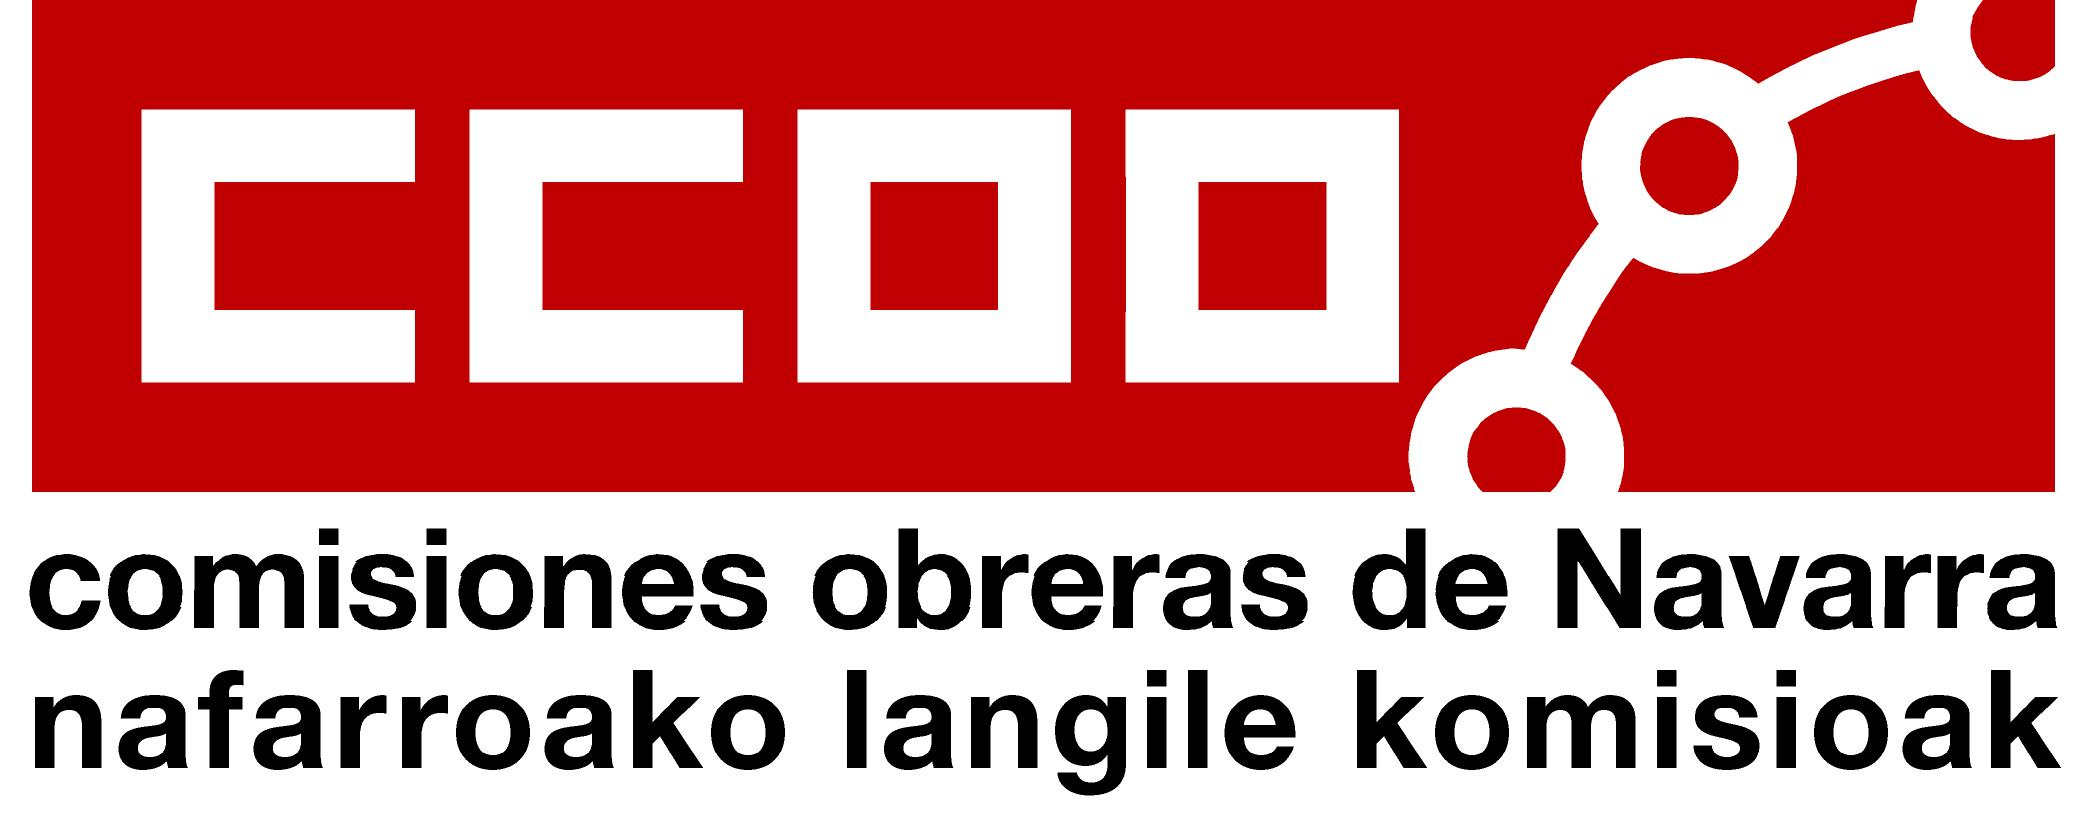 CCOO
comisiones obreras de Navarra
nafarroako langile komisioak